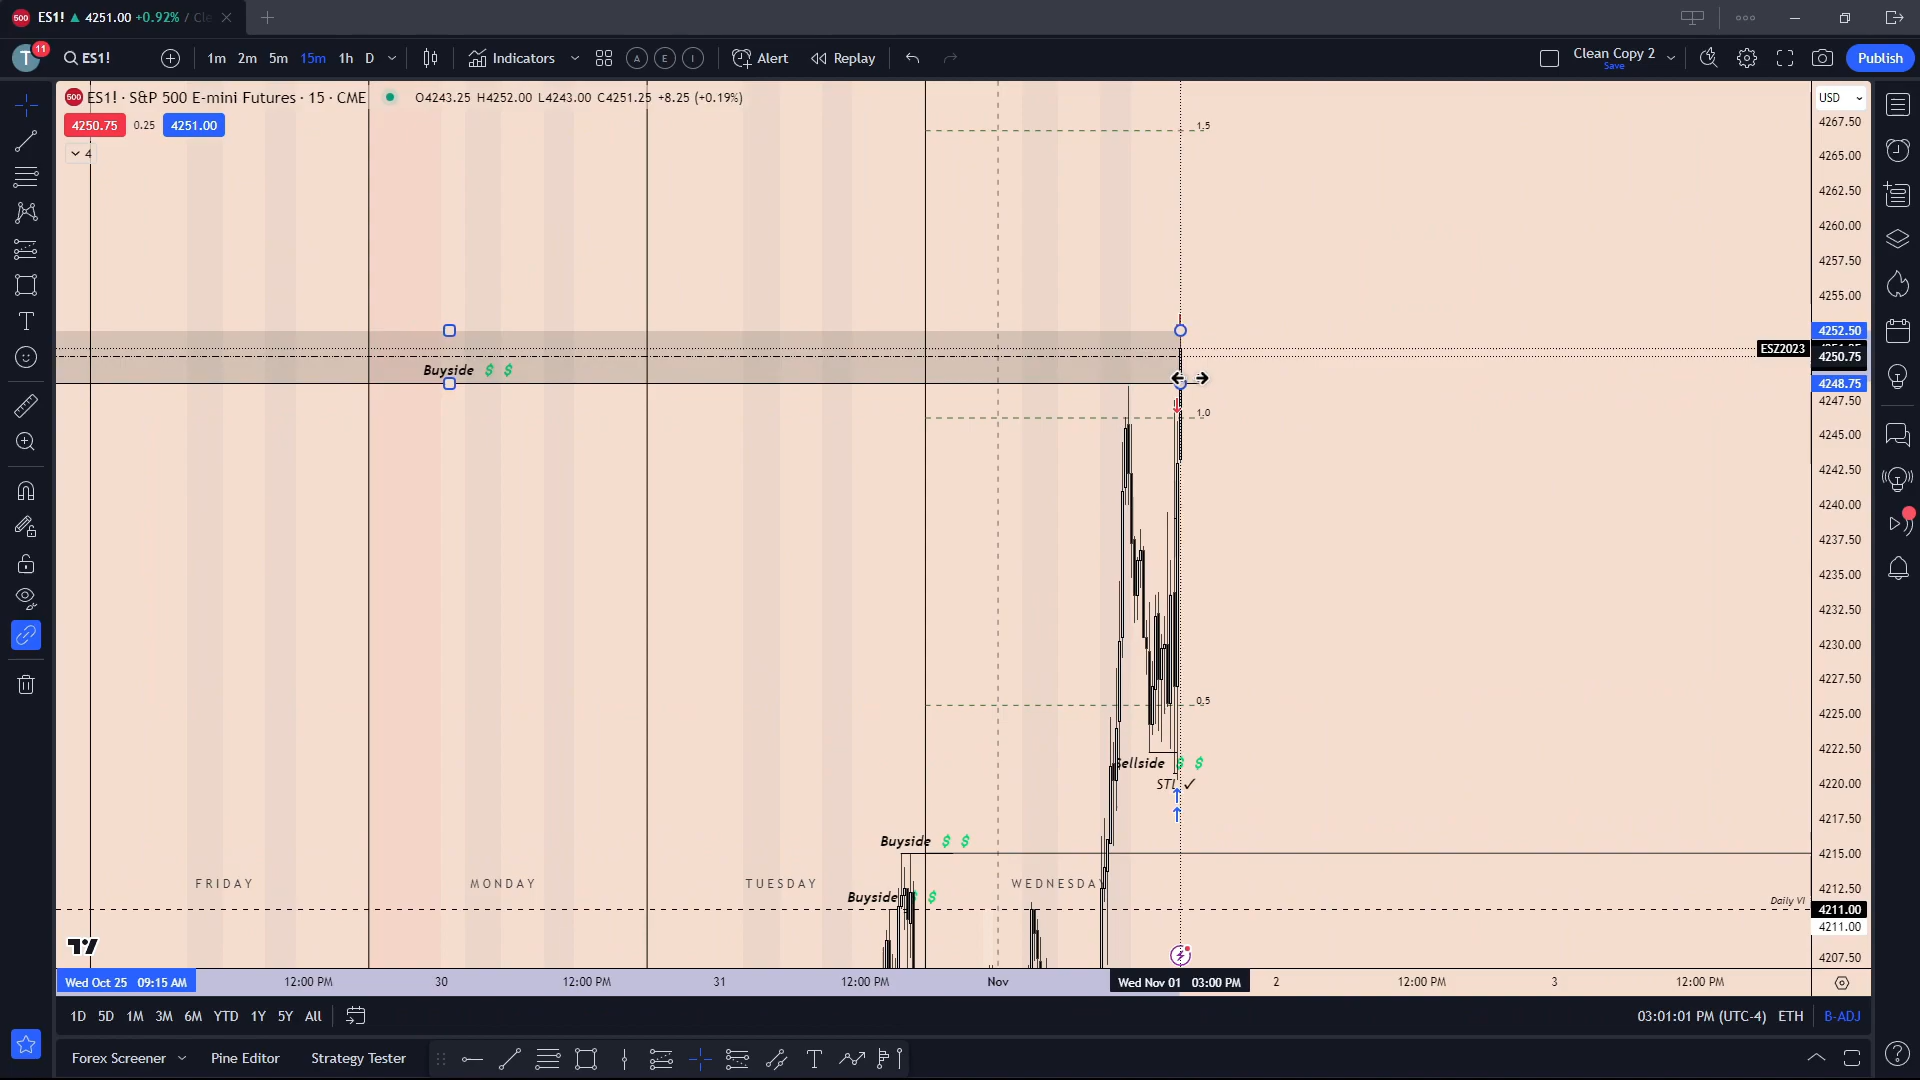 500 ES1! ▲ 4251.00 +0.92% / Cle
T 11 ES1! 1m 2m 5m 15m 1h D Indicators A E I Alert Replay Clean Copy 2 Save Publish
500 ES1! · S&P 500 E-mini Futures · 15 · CME O4243.25 H4252.00 L4243.00 C4251.25 +8.25 (+0.19%)
4250.75 0.25 4251.00
4
USD
4267.50
1.5
4265.00
4262.50
4260.00
4257.50
4255.00
4252.50
ESZ2023
4250.75
Buyside $ $
4248.75
4247.50
1.0
4245.00
4242.50
4240.00
4237.50
4235.00
4232.50
4230.00
4227.50
0.5
4225.00
4222.50
Sellside $ $
STL ✓
4220.00
4217.50
Buyside $ $
4215.00
FRIDAY MONDAY TUESDAY WEDNESDAY
4212.50
Buyside $ $
Daily VI
4211.00
4211.00
4207.50
Wed Oct 25 09:15 AM 12:00 PM 30 12:00 PM 31 12:00 PM Nov Wed Nov 01 03:00 PM 2 12:00 PM 3 12:00 PM
1D 5D 1M 3M 6M YTD 1Y 5Y All 03:01:01 PM (UTC-4) ETH B-ADJ
Forex Screener Pine Editor Strategy Tester